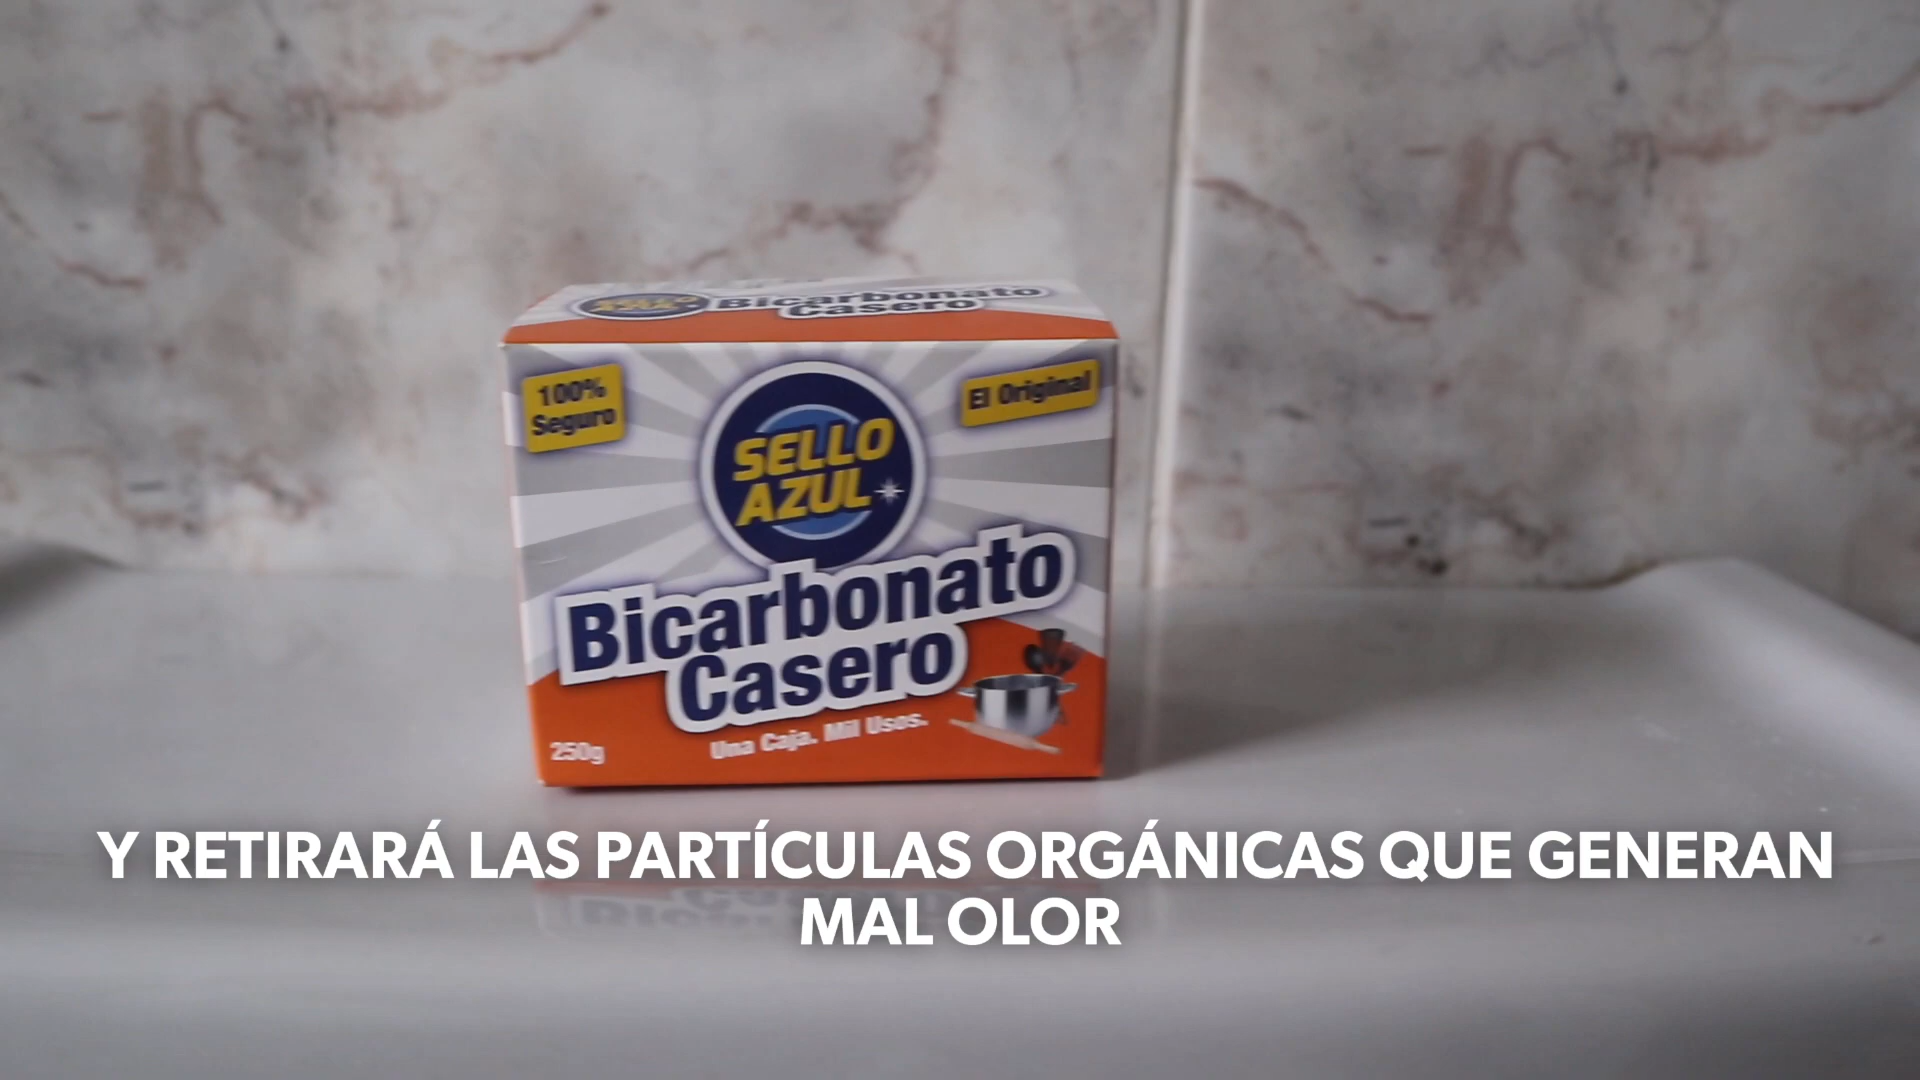 SELLO
AZUL
Bicarbonato
Casero
100%
Seguro
El Original
SELLO
AZUL
Bicarbonato
Casero
Una Caja. Mil Usos.
250g
Y RETIRARÁ LAS PARTÍCULAS ORGÁNICAS QUE GENERAN
MAL OLOR